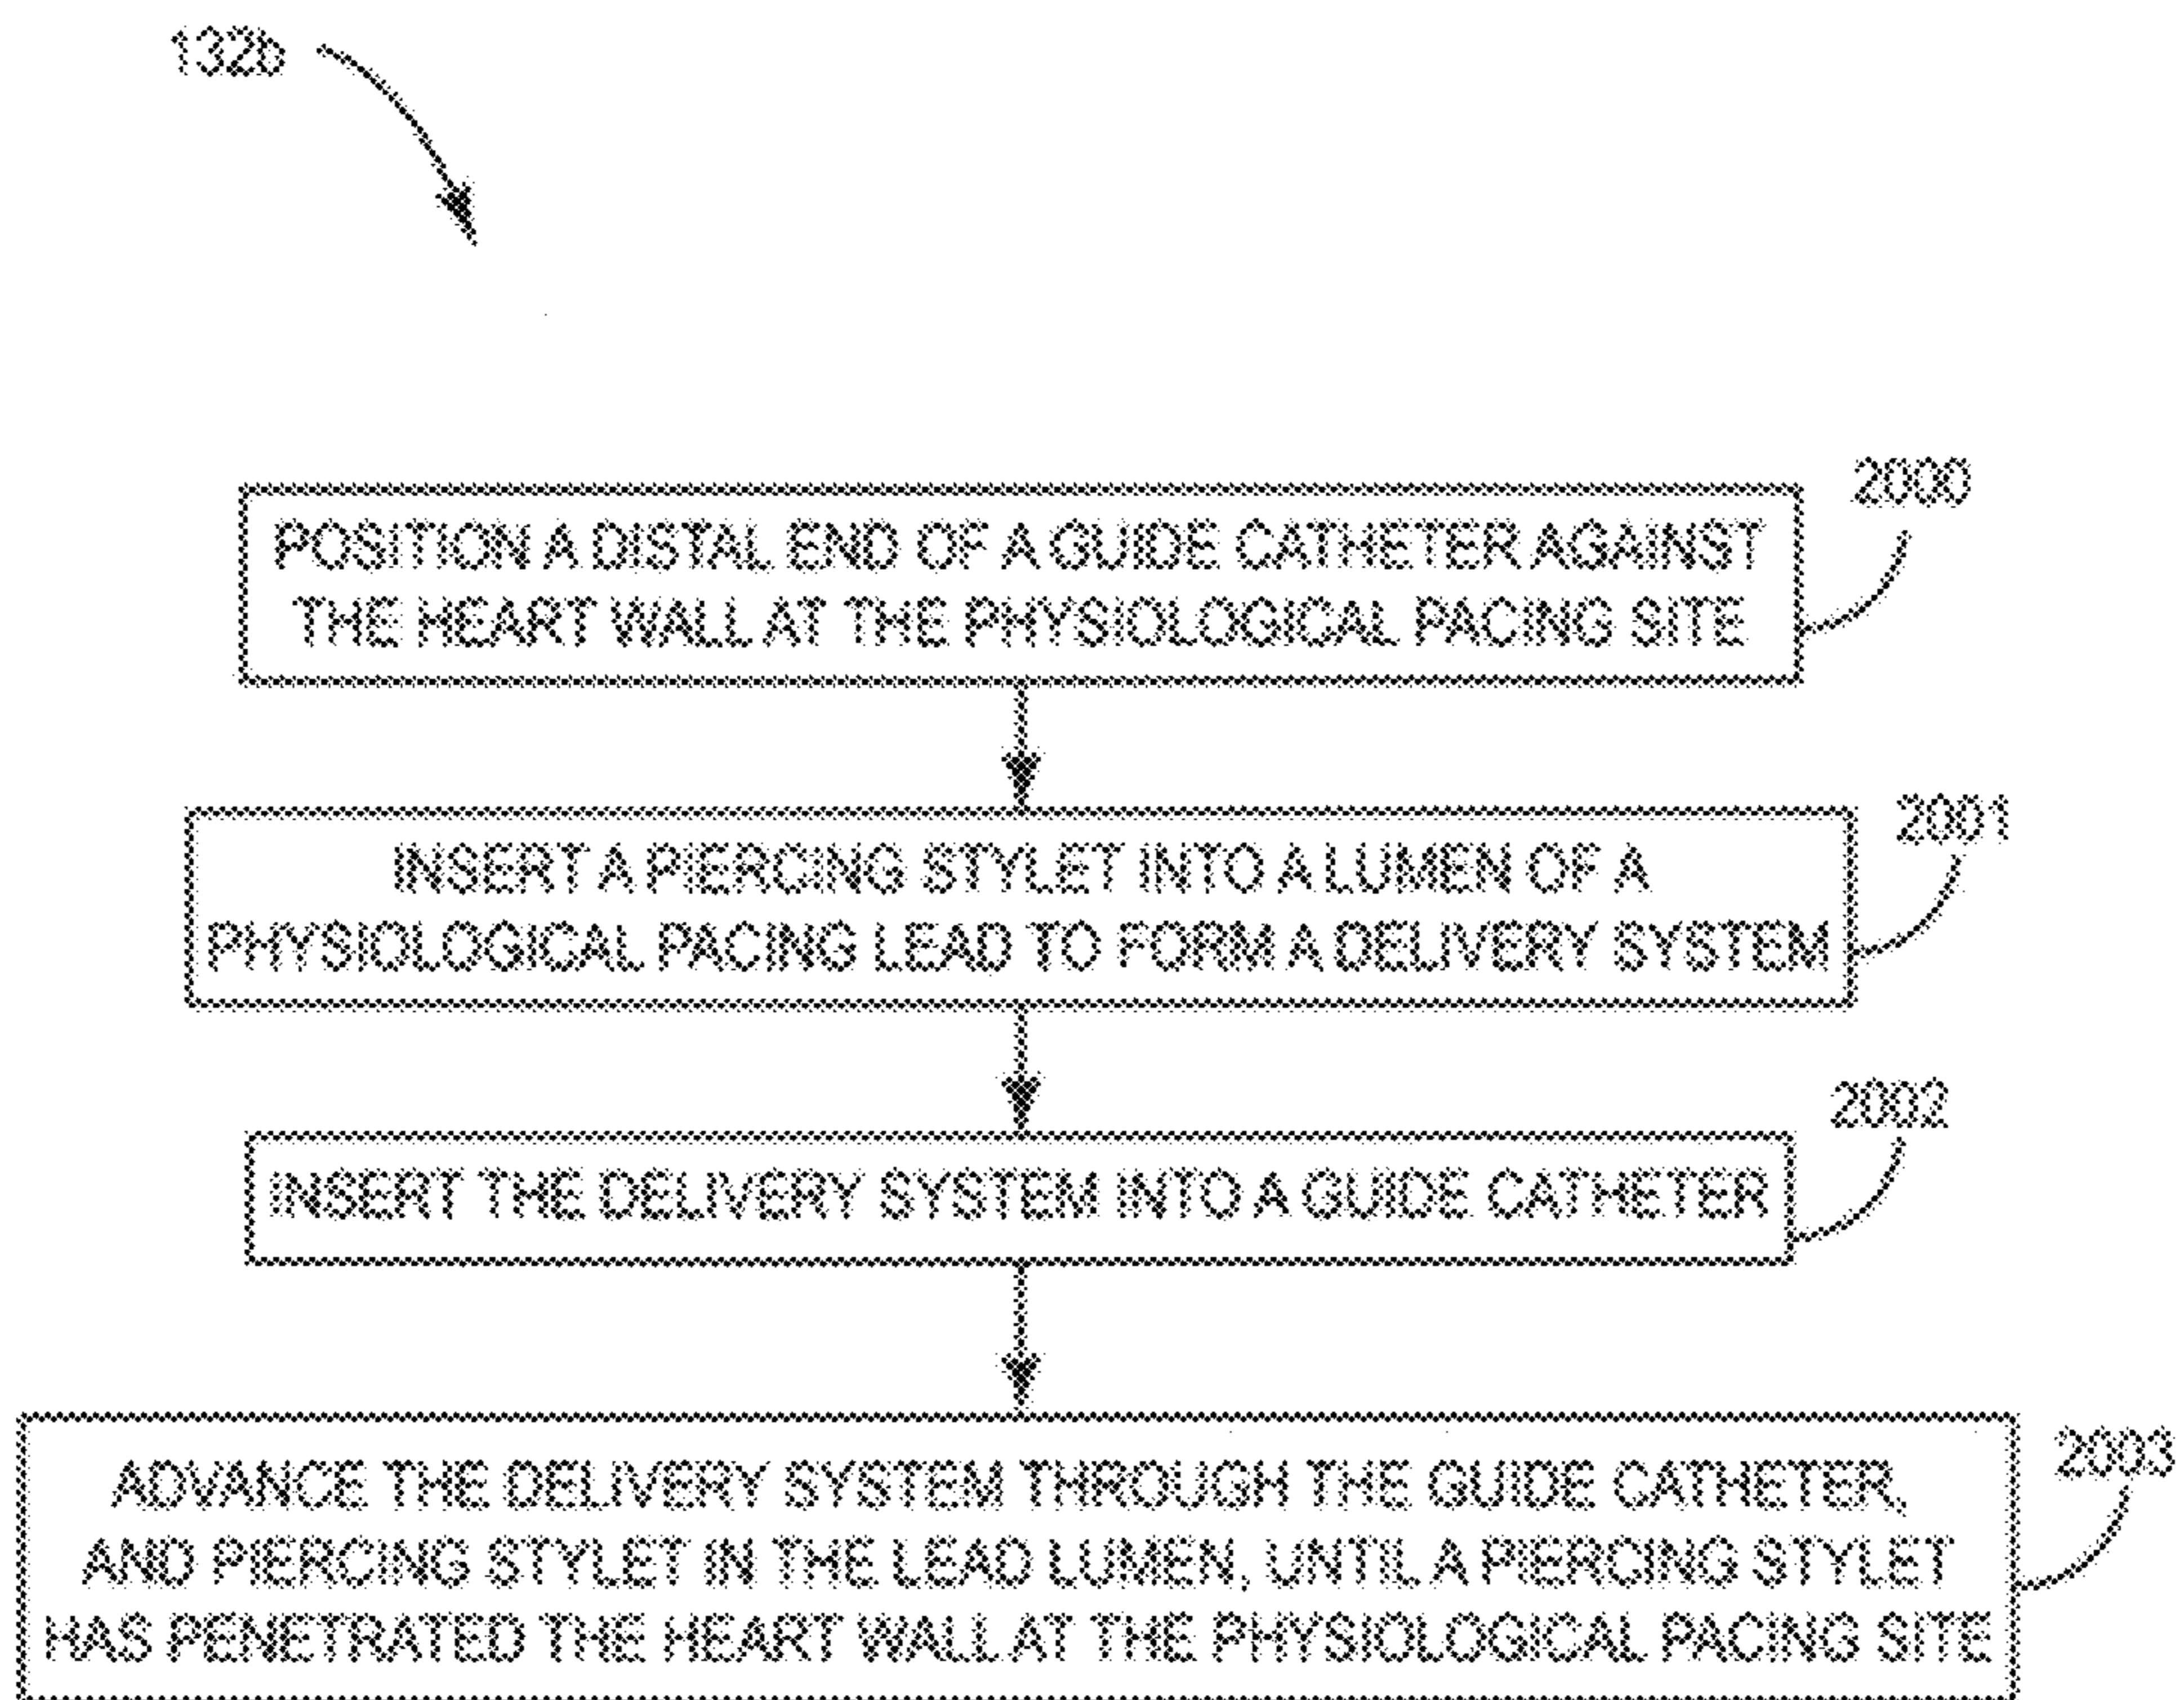 132b
2000
POSITION A DISTAL END OF A GUIDE CATHETER AGAINST
THE HEART WALL AT THE PHYSIOLOGICAL PACING SITE
2001
INSERT A PIERCING STYLET INTO A LUMEN OF A
PHYSIOLOGICAL PACING LEAD TO FORM A DELIVERY SYSTEM
2002
INSERT THE DELIVERY SYSTEM INTO A GUIDE CATHETER
2003
ADVANCE THE DELIVERY SYSTEM THROUGH THE GUIDE CATHETER,
AND PIERCING STYLET IN THE LEAD LUMEN, UNTIL A PIERCING STYLET
HAS PENETRATED THE HEART WALL AT THE PHYSIOLOGICAL PACING SITE